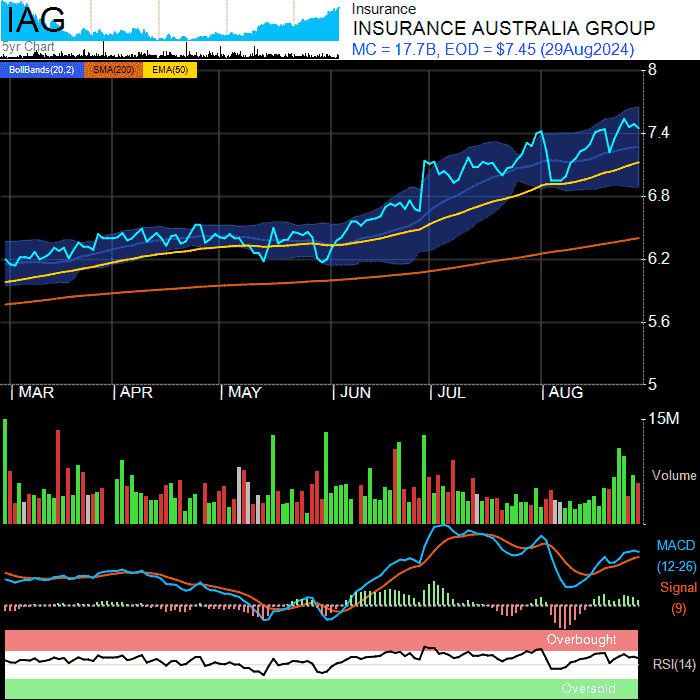 IAG
5yr Chart
Insurance
INSURANCE AUSTRALIA GROUP
MC = 17.7B, EOD = $7.45 (29Aug2024)
BollBands(20,2) SMA(200) EMA(50)
8
7.4
6.8
6.2
5.6
5
MAR APR MAY JUN JUL AUG
15M
Volume
MACD
(12-26)
Signal
(9)
Overbought
RSI(14)
Oversold